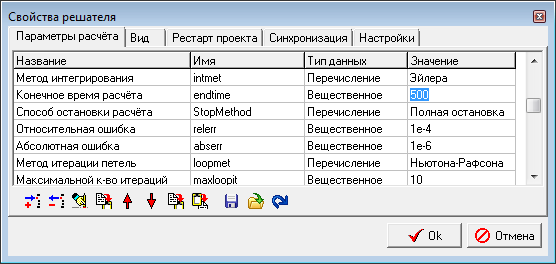 Свойства решателя
Параметры расчёта Вид Рестарт проекта Синхронизация Настройки
Название Имя Тип данных Значение
Метод интегрирования intmet Перечисление Эйлера
Конечное время расчёта endtime Вещественное 500
Способ остановки расчёта StopMethod Перечисление Полная остановка
Относительная ошибка relerr Вещественное 1e-4
Абсолютная ошибка abserr Вещественное 1e-6
Метод итерации петель loopmet Перечисление Ньютона-Рафсона
Максимальной к-во итераций maxloopit Вещественное 10
Ok Отмена